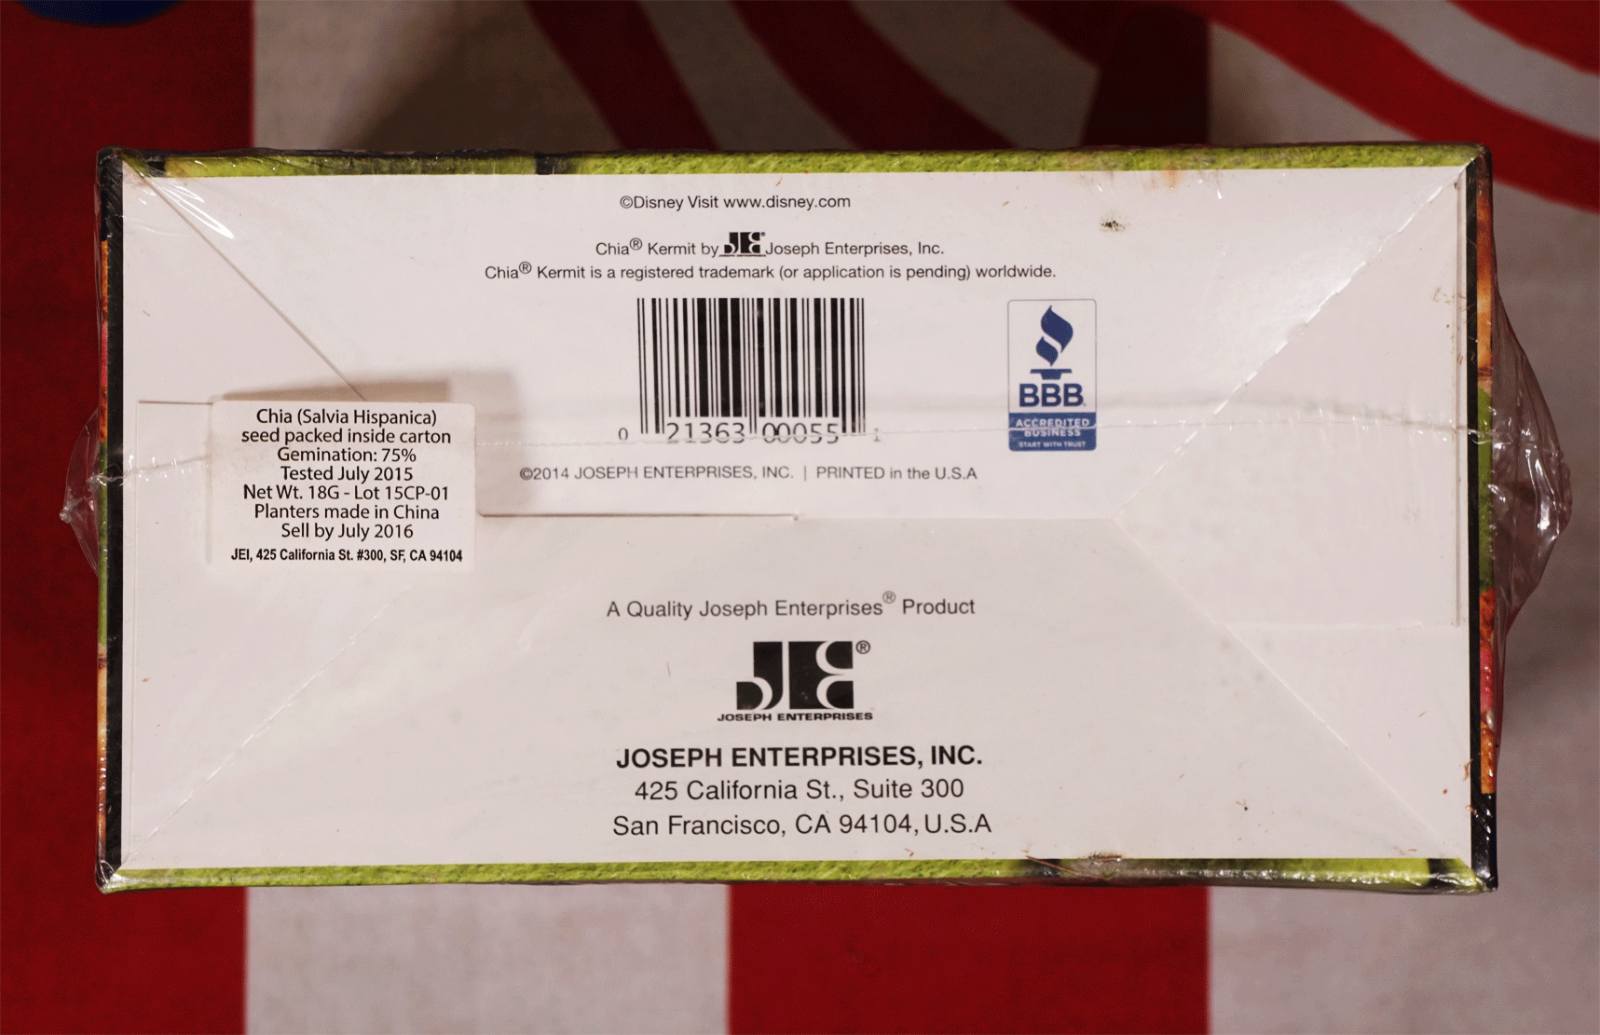 ©Disney Visit www.disney.com
Chia® Kermit by JE® Joseph Enterprises, Inc.
Chia® Kermit is a registered trademark (or application is pending) worldwide.
0 21363 00055 1
BBB
ACCREDITED
BUSINESS
START WITH TRUST
©2014 JOSEPH ENTERPRISES, INC. | PRINTED in the U.S.A
Chia (Salvia Hispanica)
seed packed inside carton
Gemination: 75%
Tested July 2015
Net Wt. 18G - Lot 15CP-01
Planters made in China
Sell by July 2016
JEI, 425 California St. #300, SF, CA 94104
A Quality Joseph Enterprises® Product
JE®
JOSEPH ENTERPRISES
JOSEPH ENTERPRISES, INC.
425 California St., Suite 300
San Francisco, CA 94104, U.S.A